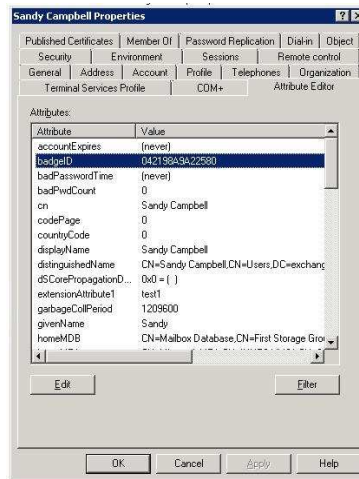 Sandy Campbell Properties
Published Certificates Member Of Password Replication Dial-in Object
Security Environment Sessions Remote control
General Address Account Profile Telephones Organization
Terminal Services Profile COM+ Attribute Editor
Attributes:
Attribute Value
accountExpires (never)
badgeID 042198A9A22580
badPasswordTime (never)
badPwdCount 0
cn Sandy Campbell
codePage 0
countryCode 0
displayName Sandy Campbell
distinguishedName CN=Sandy Campbell,CN=Users,DC=exchang
dSCorePropagationD... 0x0 = ( )
extensionAttribute1 test1
garbageCollPeriod 1209600
givenName Sandy
homeMDB CN=Mailbox Database,CN=First Storage Grou
Edit Filter
OK Cancel Apply Help